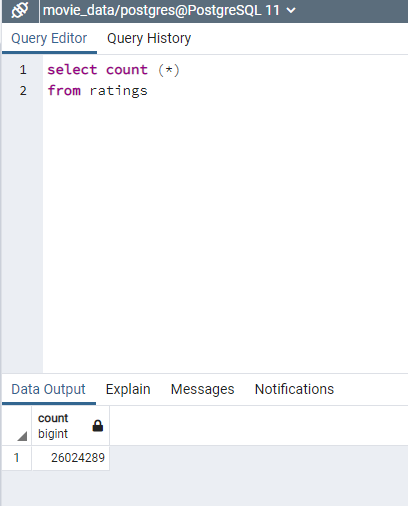 movie_data/postgres@PostgreSQL 11
Query Editor Query History
1 select count (*)
2 from ratings
Data Output Explain Messages Notifications
count
bigint
1 26024289